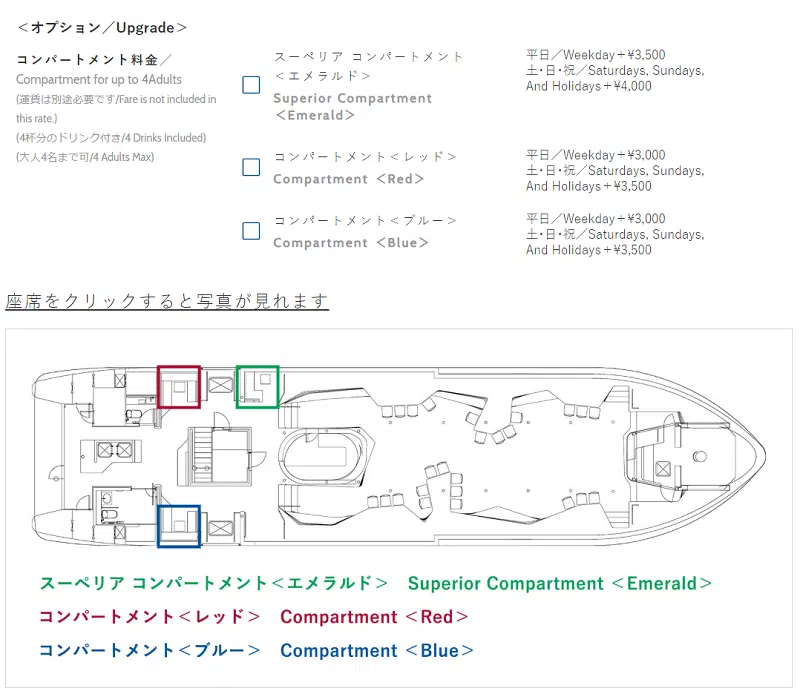 ＜オプション／Upgrade＞
コンパートメント料金／
Compartment for up to 4Adults
(運賃は別途必要です/Fare is not included in
this rate.)
(4杯分のドリンク付き/4 Drinks Included)
(大人4名まで可/4 Adults Max)
スーペリア コンパートメント
＜エメラルド＞
Superior Compartment
＜Emerald＞
平日／Weekday＋¥3,500
土・日・祝／Saturdays, Sundays,
And Holidays＋¥4,000
コンパートメント＜レッド＞
Compartment ＜Red＞
平日／Weekday＋¥3,000
土・日・祝／Saturdays, Sundays,
And Holidays＋¥3,500
コンパートメント＜ブルー＞
Compartment ＜Blue＞
平日／Weekday＋¥3,000
土・日・祝／Saturdays, Sundays,
And Holidays＋¥3,500
座席をクリックすると写真が見れます
スーペリア コンパートメント＜エメラルド＞ Superior Compartment ＜Emerald＞
コンパートメント＜レッド＞ Compartment ＜Red＞
コンパートメント＜ブルー＞ Compartment ＜Blue＞